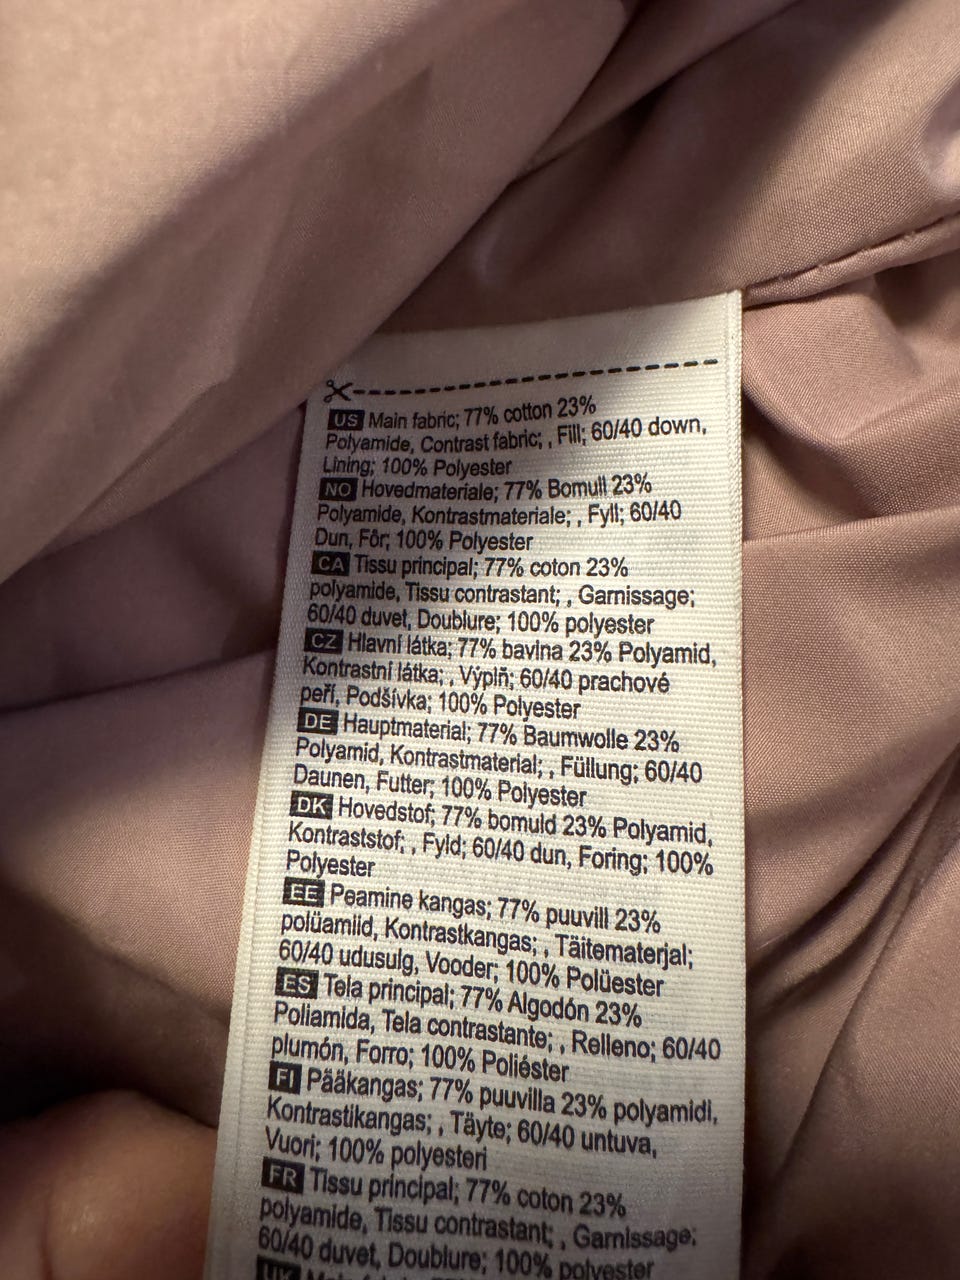 US Main fabric; 77% cotton 23%
Polyamide, Contrast fabric; , Fill; 60/40 down,
Lining; 100% Polyester
NO Hovedmateriale; 77% Bomull 23%
Polyamide, Kontrastmateriale; , Fyll; 60/40
Dun, Fôr; 100% Polyester
CA Tissu principal; 77% coton 23%
polyamide, Tissu contrastant; , Garnissage;
60/40 duvet, Doublure; 100% polyester
CZ Hlavní látka; 77% bavlna 23% Polyamid,
Kontrastní látka; , Výplň; 60/40 prachové
peří, Podšívka; 100% Polyester
DE Hauptmaterial; 77% Baumwolle 23%
Polyamid, Kontrastmaterial; , Füllung; 60/40
Daunen, Futter; 100% Polyester
DK Hovedstof; 77% bomuld 23% Polyamid,
Kontraststof; , Fyld; 60/40 dun, Foring; 100%
Polyester
EE Peamine kangas; 77% puuvill 23%
polüamiid, Kontrastkangas; , Täitematerjal;
60/40 udusulg, Vooder; 100% Polüester
ES Tela principal; 77% Algodón 23%
Poliamida, Tela contrastante; , Relleno; 60/40
plumón, Forro; 100% Poliéster
FI Pääkangas; 77% puuvilla 23% polyamidi,
Kontrastikangas; , Täyte; 60/40 untuva,
Vuori; 100% polyesteri
FR Tissu principal; 77% coton 23%
polyamide, Tissu contrastant; , Garnissage;
60/40 duvet, Doublure; 100% polyester